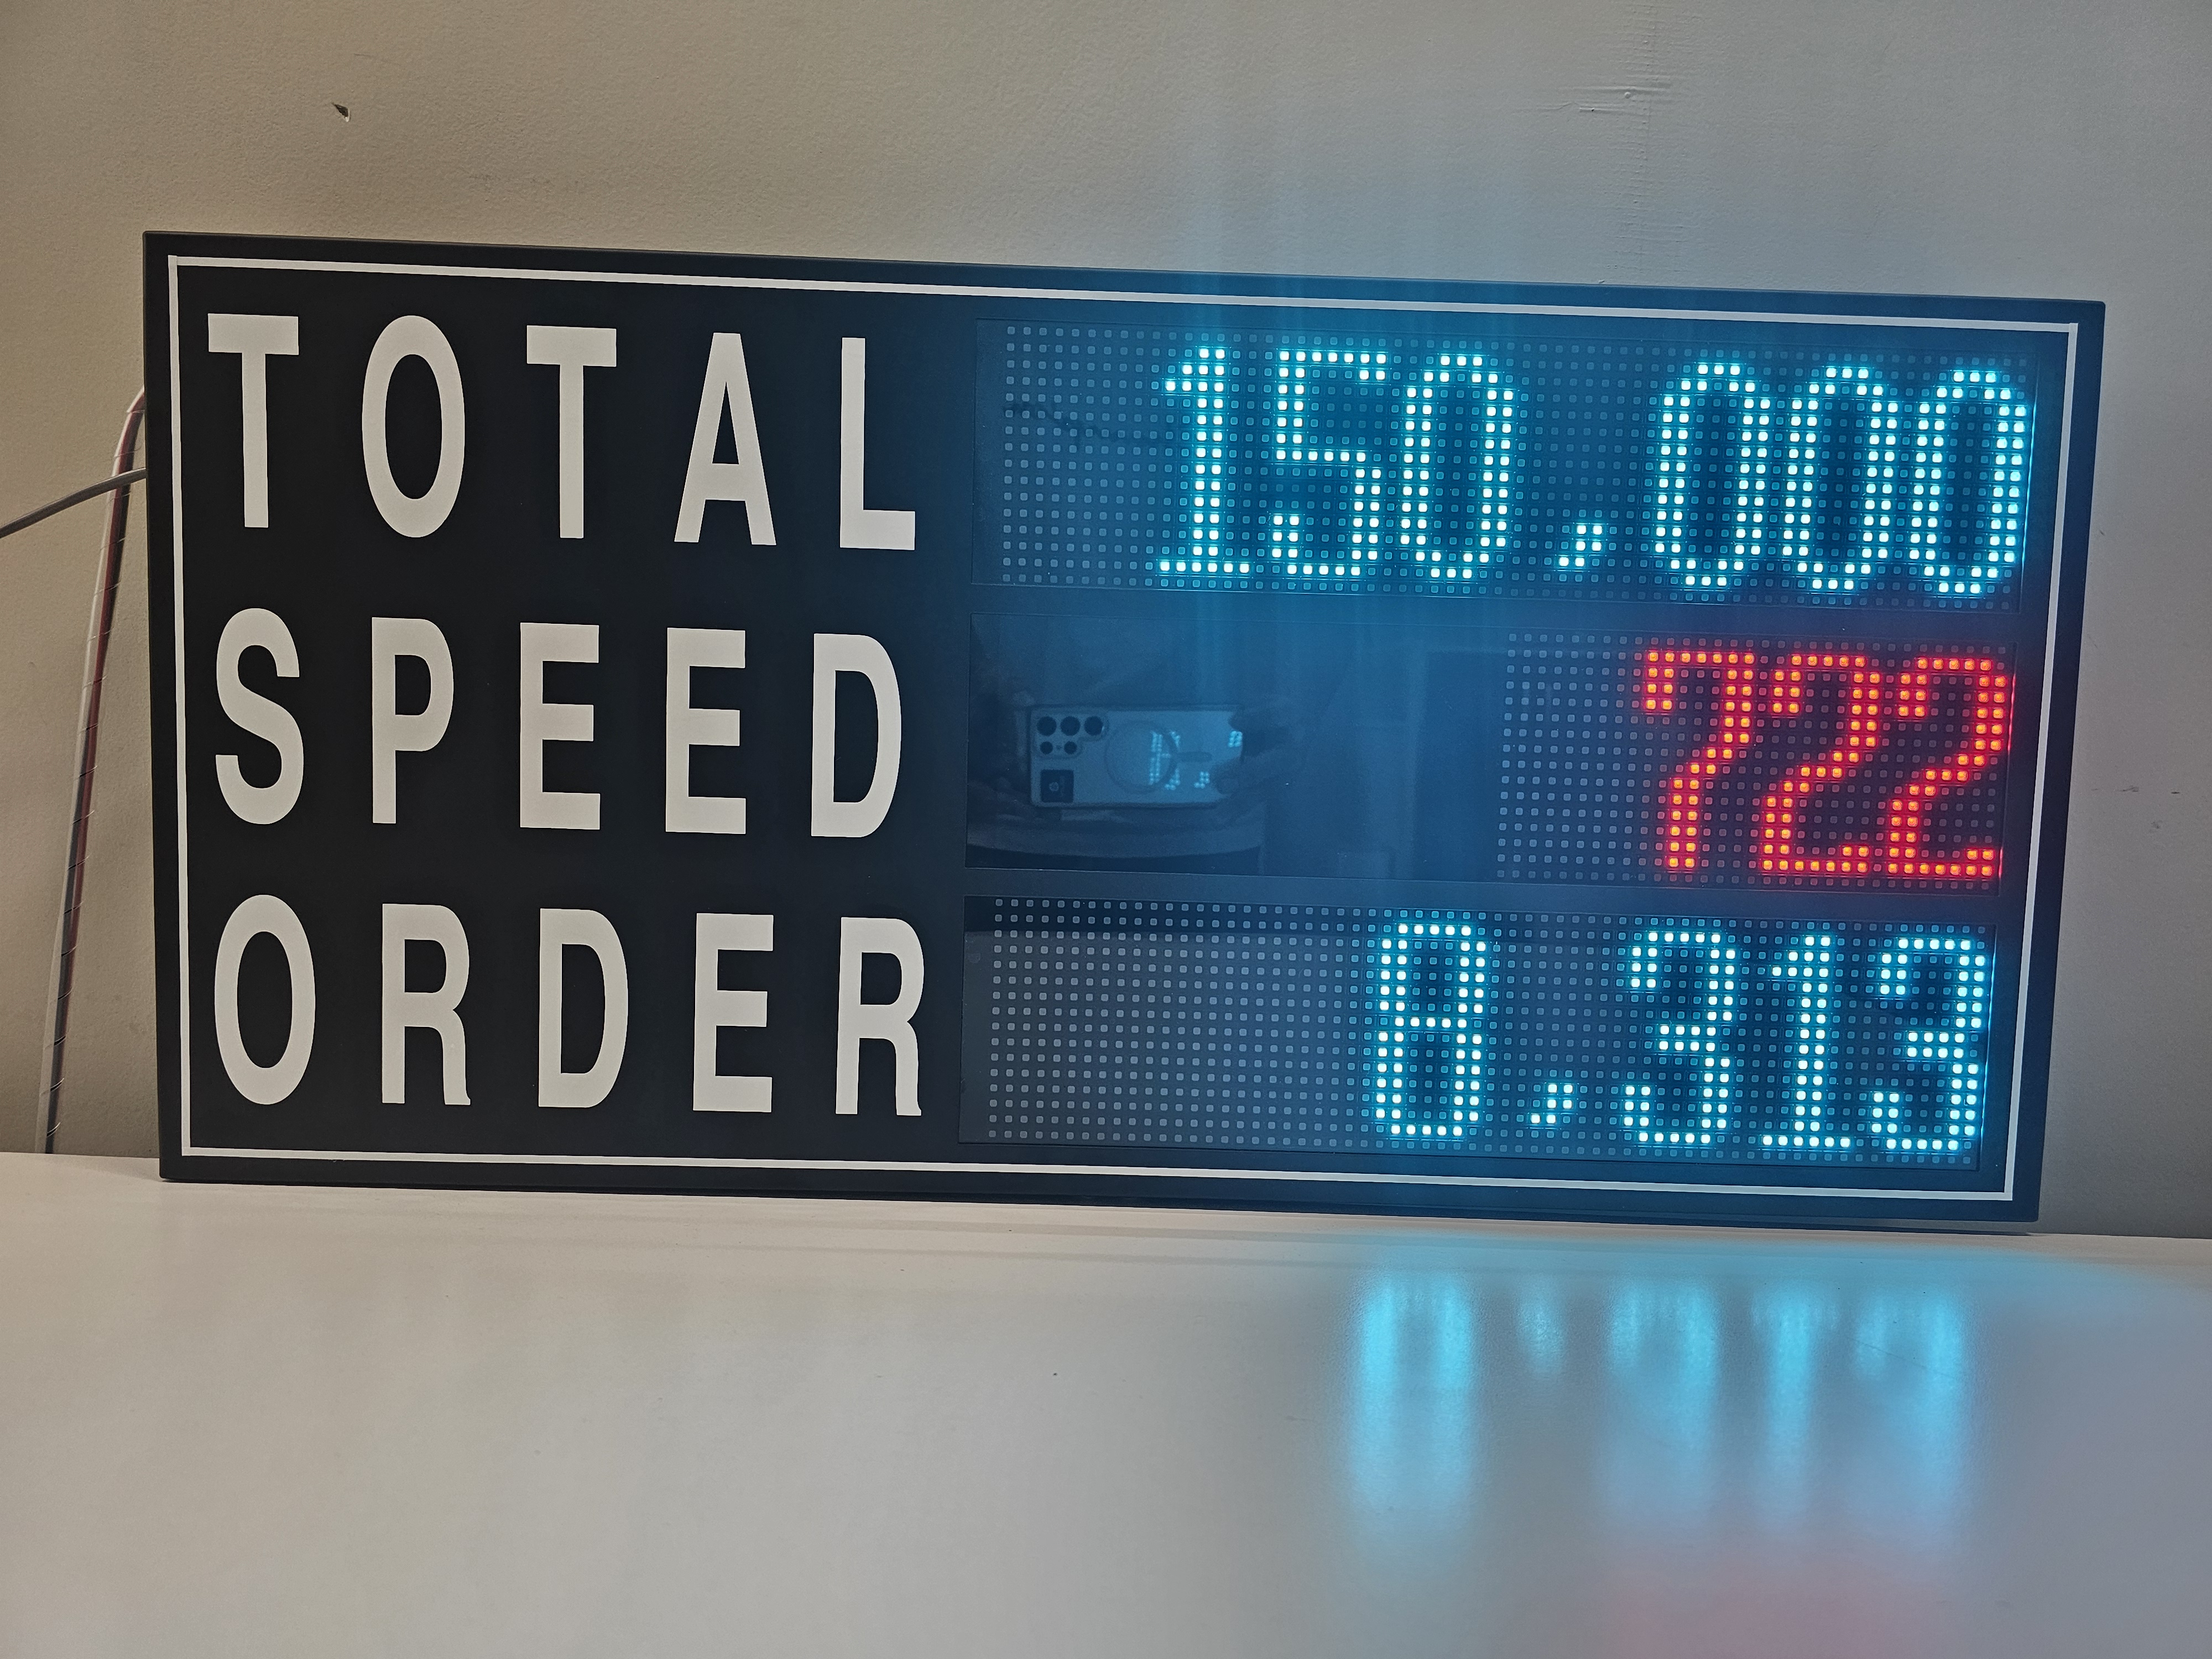 TOTAL 150,000
SPEED 722
ORDER 8,313